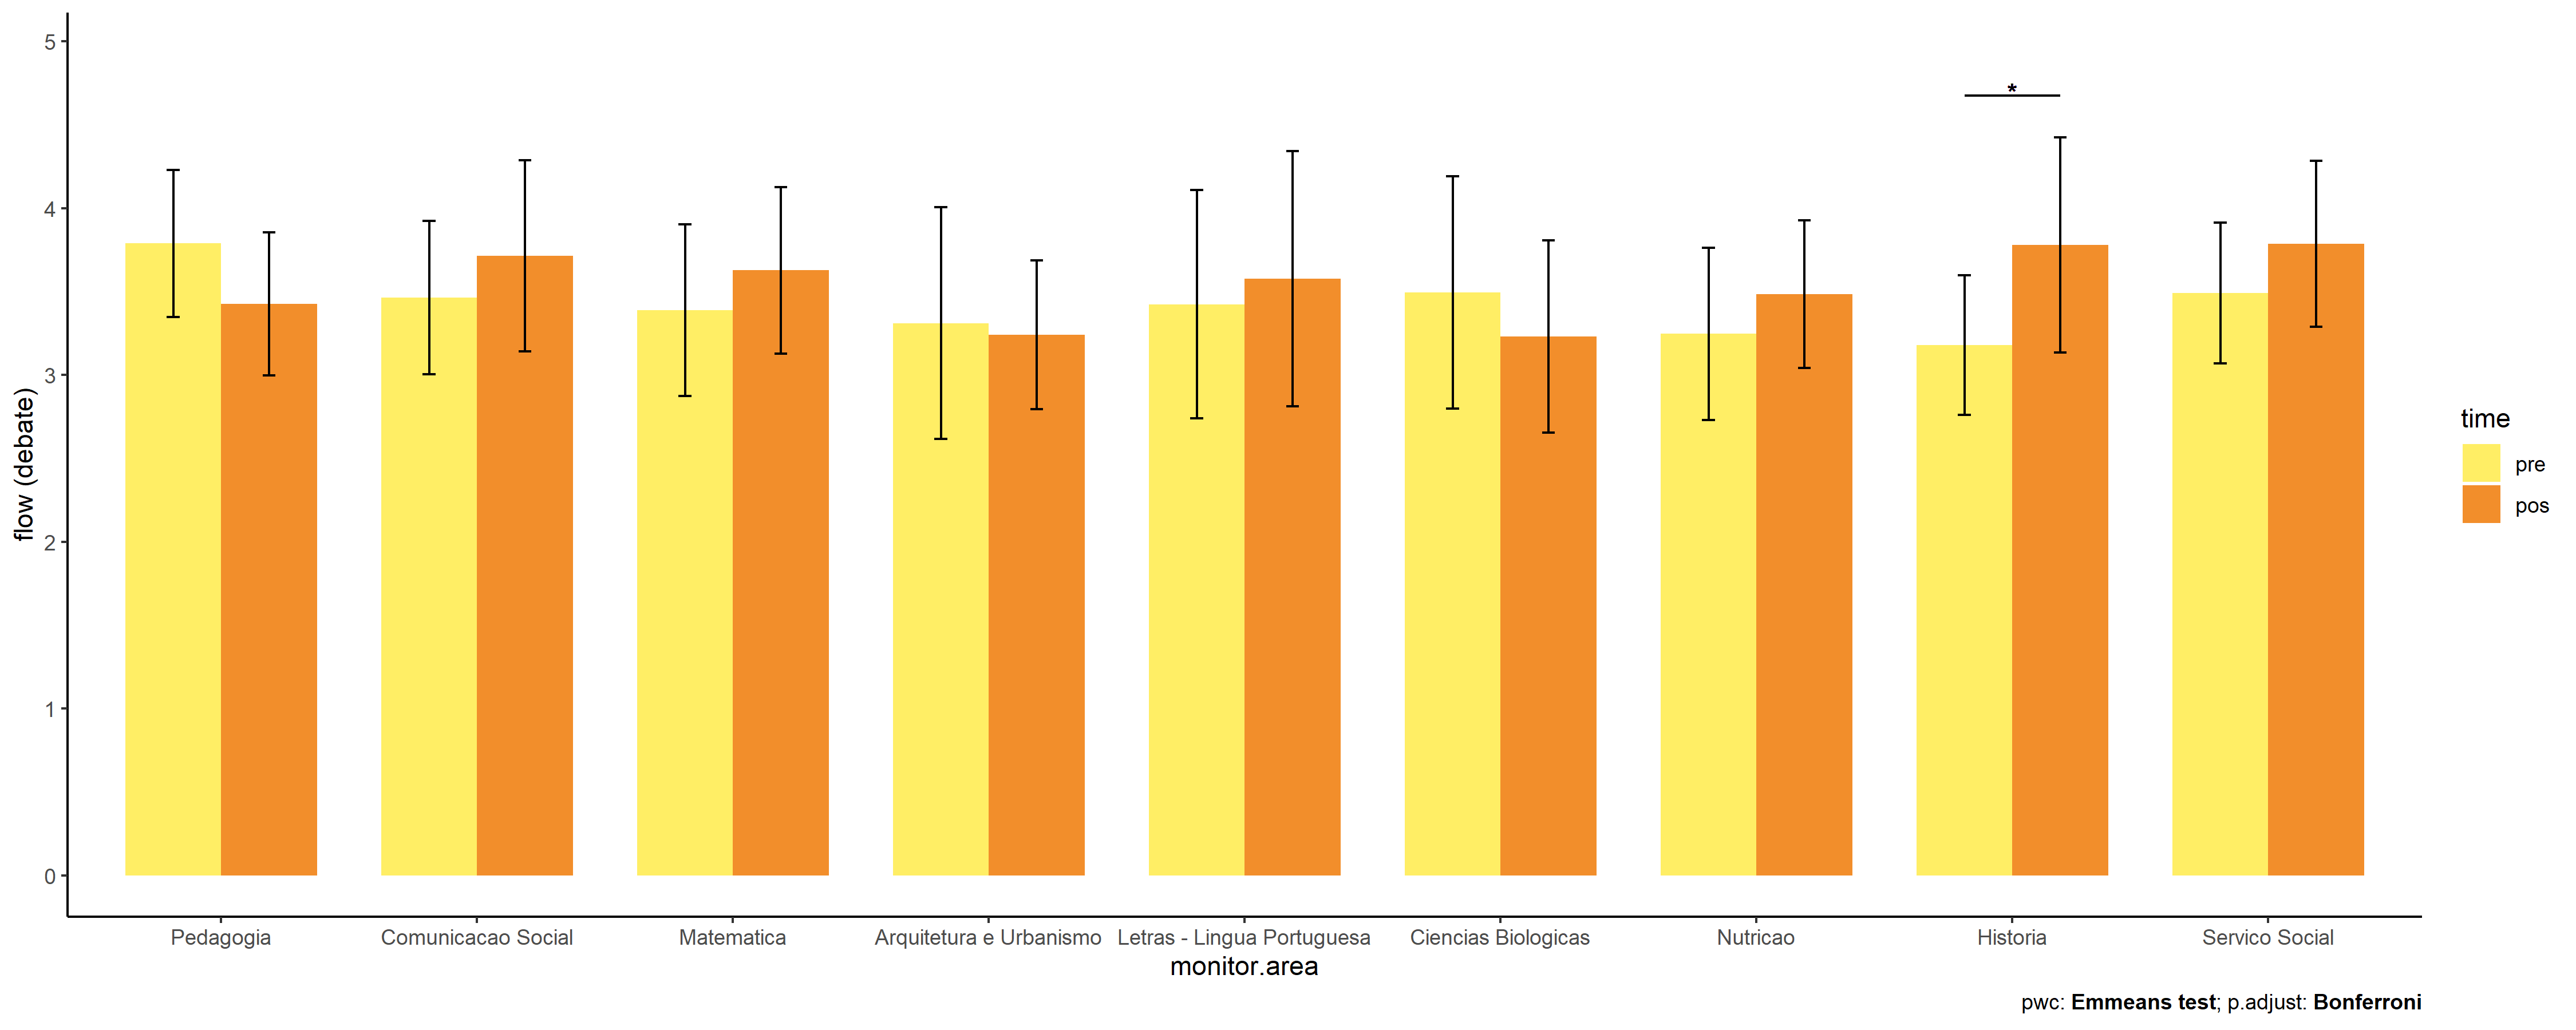 5
4
3
2
1
0
flow (debate)
*
Pedagogia
Comunicacao Social
Matematica
Arquitetura e Urbanismo
Letras - Lingua Portuguesa
Ciencias Biologicas
Nutricao
Historia
Servico Social
monitor.area
time
pre
pos
pwc: Emmeans test; p.adjust: Bonferroni